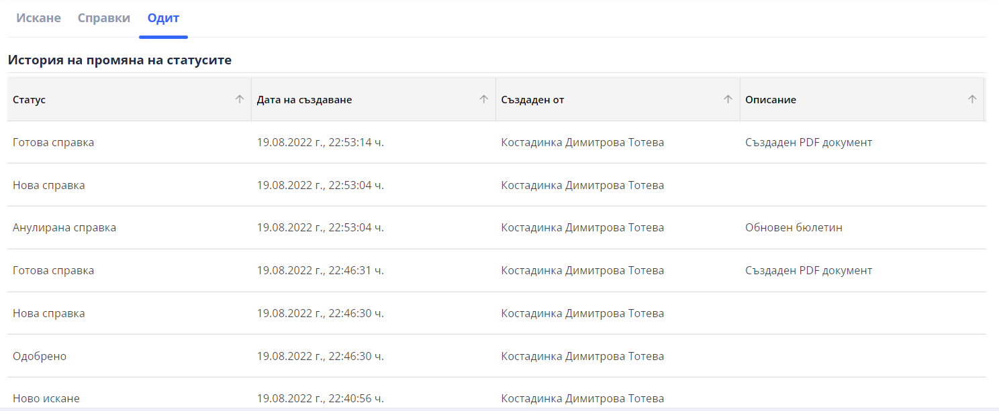 Искане Справки Одит
История на промяна на статусите
Статус Дата на създаване Създаден от Описание
Готова справка 19.08.2022 г., 22:53:14 ч. Костадинка Димитрова Тотева Създаден PDF документ
Нова справка 19.08.2022 г., 22:53:04 ч. Костадинка Димитрова Тотева
Анулирана справка 19.08.2022 г., 22:53:04 ч. Костадинка Димитрова Тотева Обновен бюлетин
Готова справка 19.08.2022 г., 22:46:31 ч. Костадинка Димитрова Тотева Създаден PDF документ
Нова справка 19.08.2022 г., 22:46:30 ч. Костадинка Димитрова Тотева
Одобрено 19.08.2022 г., 22:46:30 ч. Костадинка Димитрова Тотева
Ново искане 19.08.2022 г., 22:40:56 ч. Костадинка Димитрова Тотева